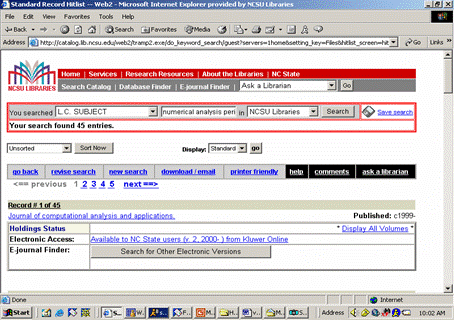 Standard Record Hitlist -- Web2 - Microsoft Internet Explorer provided by NCSU Libraries
File Edit View Favorites Tools Help
Back Search Favorites Media
Address http://catalog.lib.ncsu.edu/web2/tramp2.exe/do_keyword_search/guest?servers=1home&setting_key=Files&hitlist_screen=hit Go Links
NCSU LIBRARIES
Home | Services | Research Resources | About the Libraries | NC State
Search Catalog | Database Finder | E-journal Finder | Ask a Librarian Go
You searched L.C. SUBJECT numerical analysis peri in NCSU Libraries Search Save search
Your search found 45 entries.
Unsorted Sort Now Display: Standard go
go back revise search new search download / email printer friendly help comments ask a librarian
<== previous 1 2 3 4 5 next ==>
Record # 1 of 45
Journal of computational analysis and applications. Published: c1999-
Holdings Status * Display All Volumes *
Electronic Access: Available to NC State users (v. 2, 2000- ) from Kluwer Online
E-journal Finder: Search for Other Electronic Versions
Done Internet
Start Address 10:02 AM